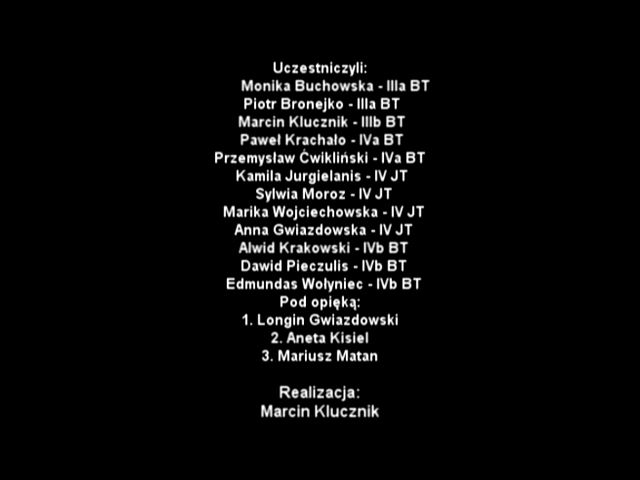 Uczestniczyli:
Monika Buchowska - IIIa BT
Piotr Bronejko - IIIa BT
Marcin Klucznik - IIIb BT
Paweł Krachało - IVa BT
Przemysław Ćwikliński - IVa BT
Kamila Jurgielanis - IV JT
Sylwia Moroz - IV JT
Marika Wojciechowska - IV JT
Anna Gwiazdowska - IV JT
Alwid Krakowski - IVb BT
Dawid Pieczulis - IVb BT
Edmundas Wołyniec - IVb BT
Pod opięką:
1. Longin Gwiazdowski
2. Aneta Kisiel
3. Mariusz Matan
Realizacja:
Marcin Klucznik